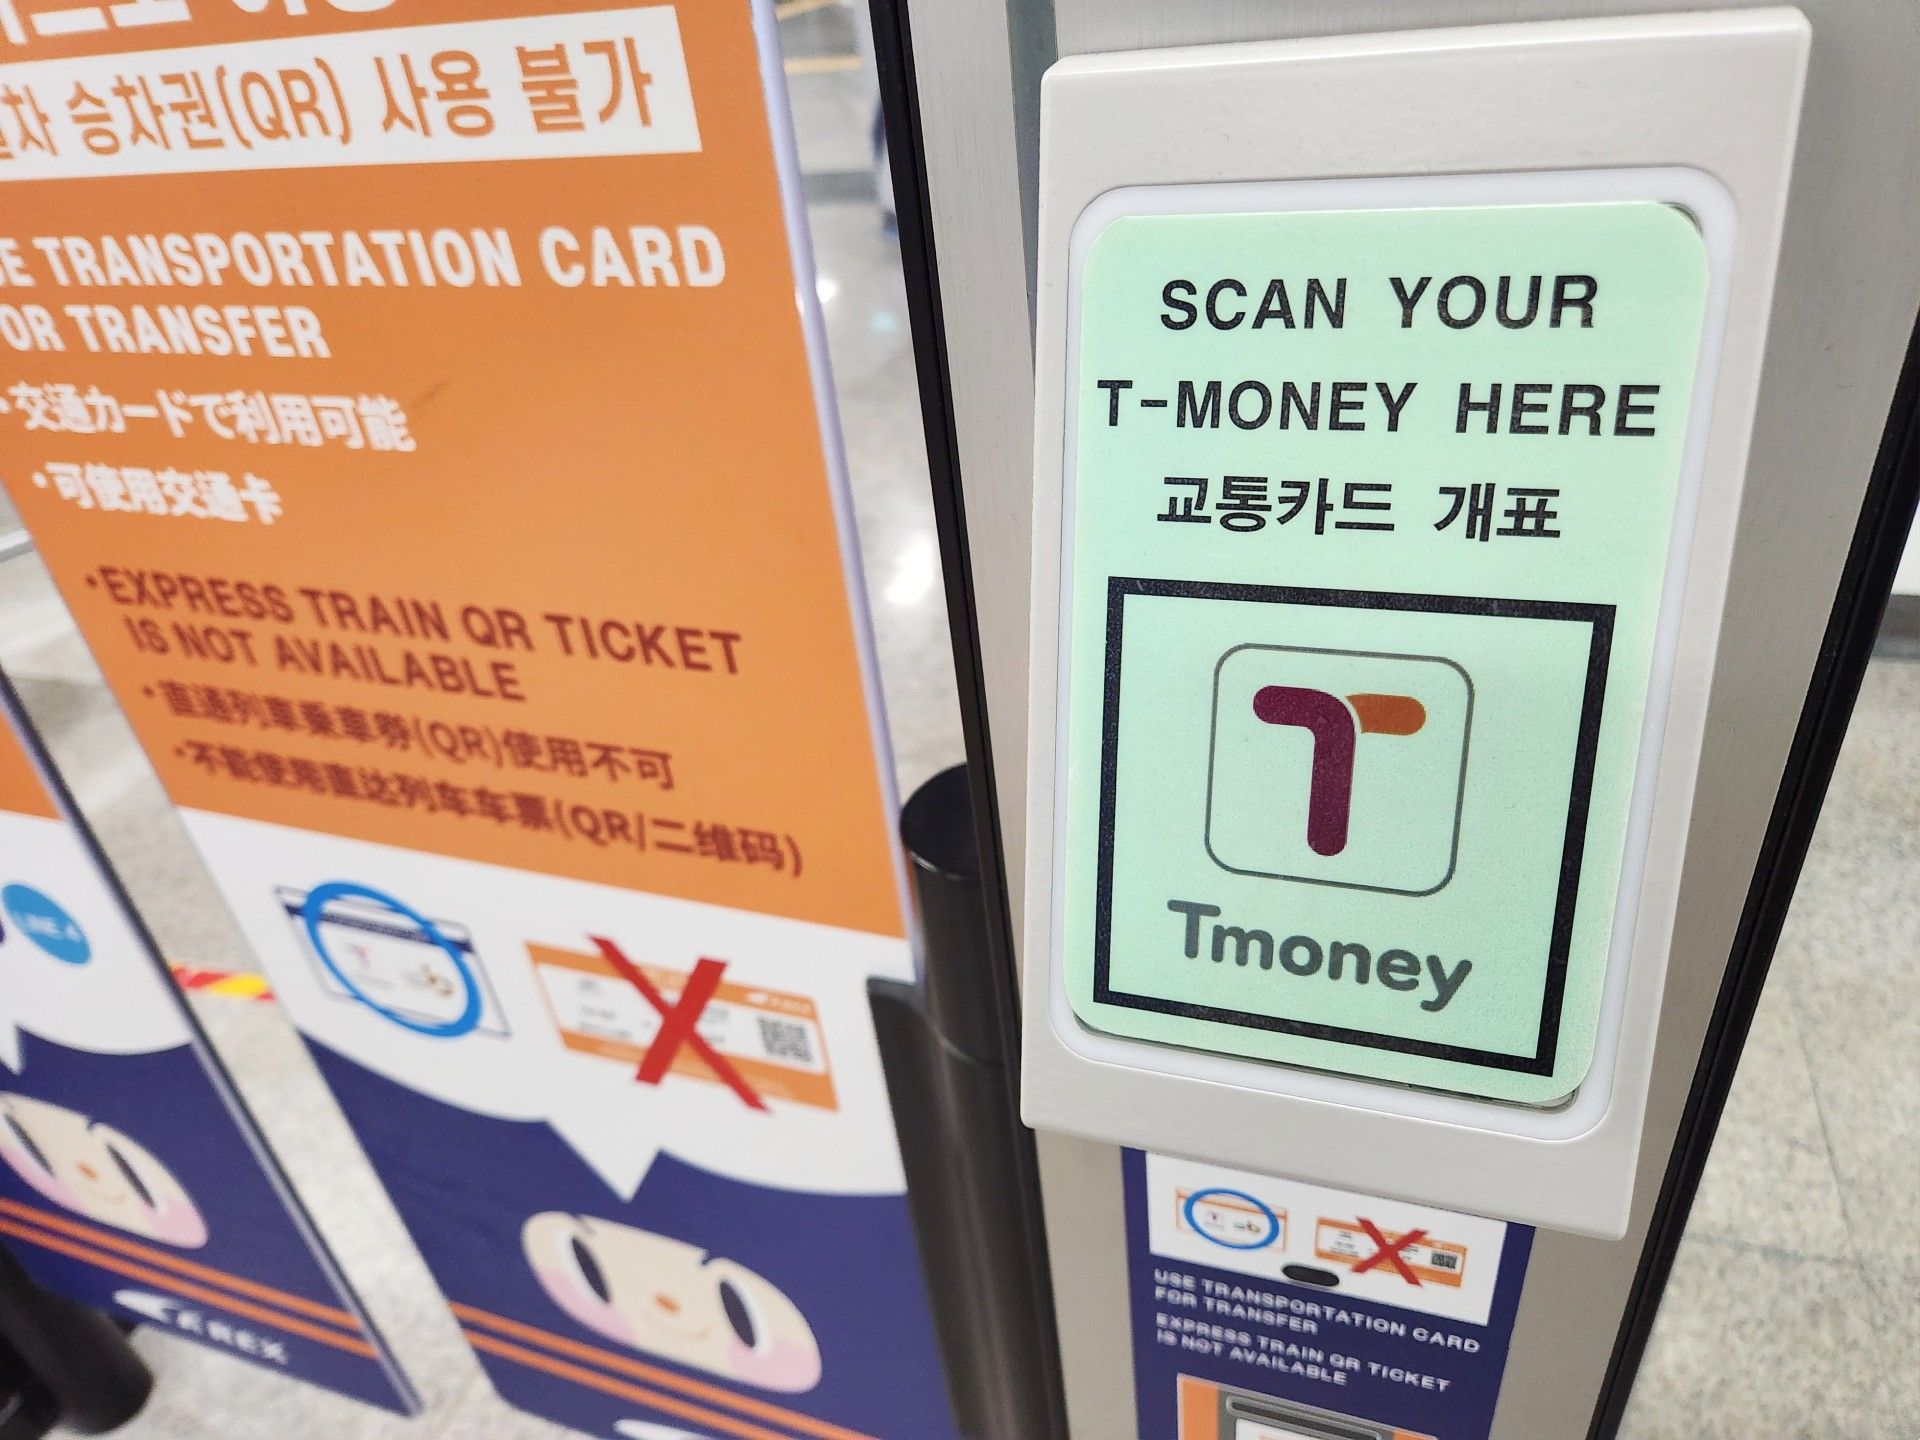 승차권(QR) 사용 불가
TRANSPORTATION CARD
TRANSFER
・交通カードで利用可能
・可使用交通卡
・EXPRESS TRAIN QR TICKET
IS NOT AVAILABLE
・直通列車乗車券(QR)使用不可
・不能使用直达列车车票(QR/二维码)
AREX
SCAN YOUR
T-MONEY HERE
교통카드 개표
Tmoney
USE TRANSPORTATION CARD
FOR TRANSFER
EXPRESS TRAIN QR TICKET
IS NOT AVAILABLE